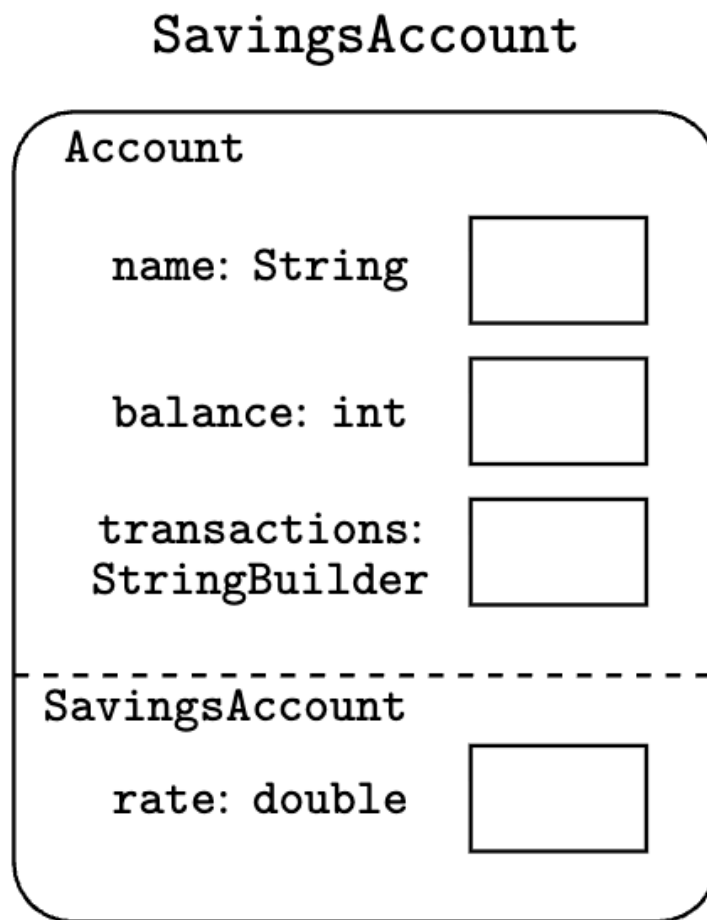 SavingsAccount
Account
name: String
balance: int
transactions:
StringBuilder
SavingsAccount
rate: double